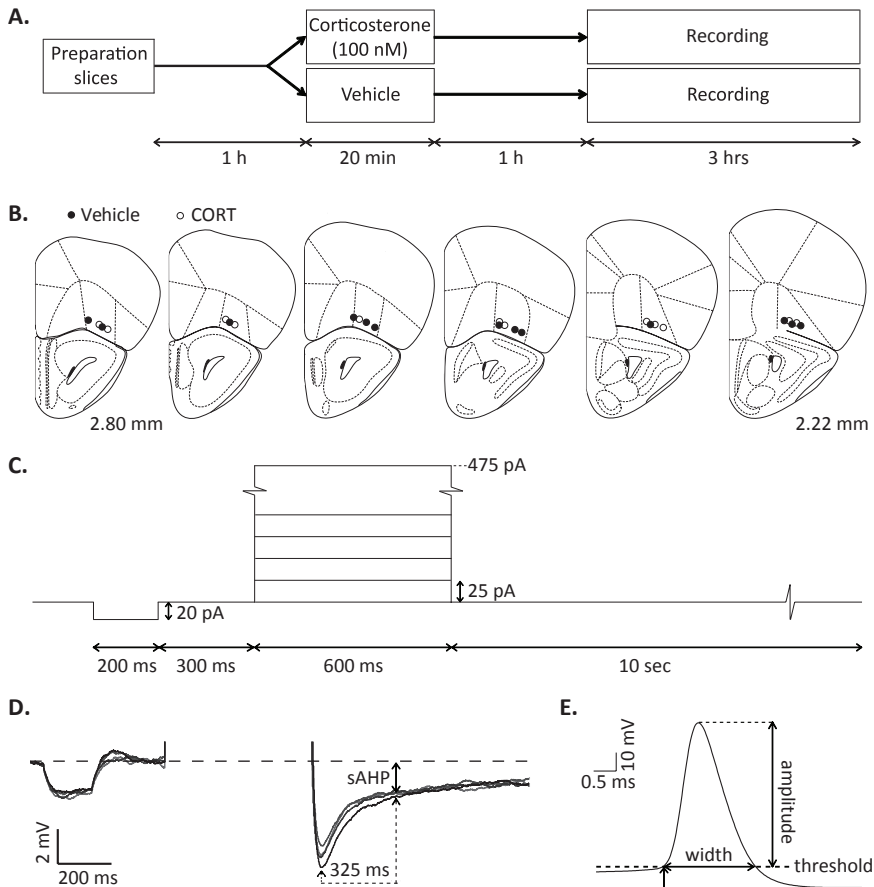 A.
Preparation
slices
Corticosterone
(100 nM)
Recording
Vehicle
Recording
1 h
20 min
1 h
3 hrs
B.
Vehicle
CORT
2.80 mm
2.22 mm
C.
475 pA
25 pA
20 pA
200 ms
300 ms
600 ms
10 sec
D.
sAHP
2 mV
200 ms
325 ms
E.
10 mV
0.5 ms
amplitude
width
threshold